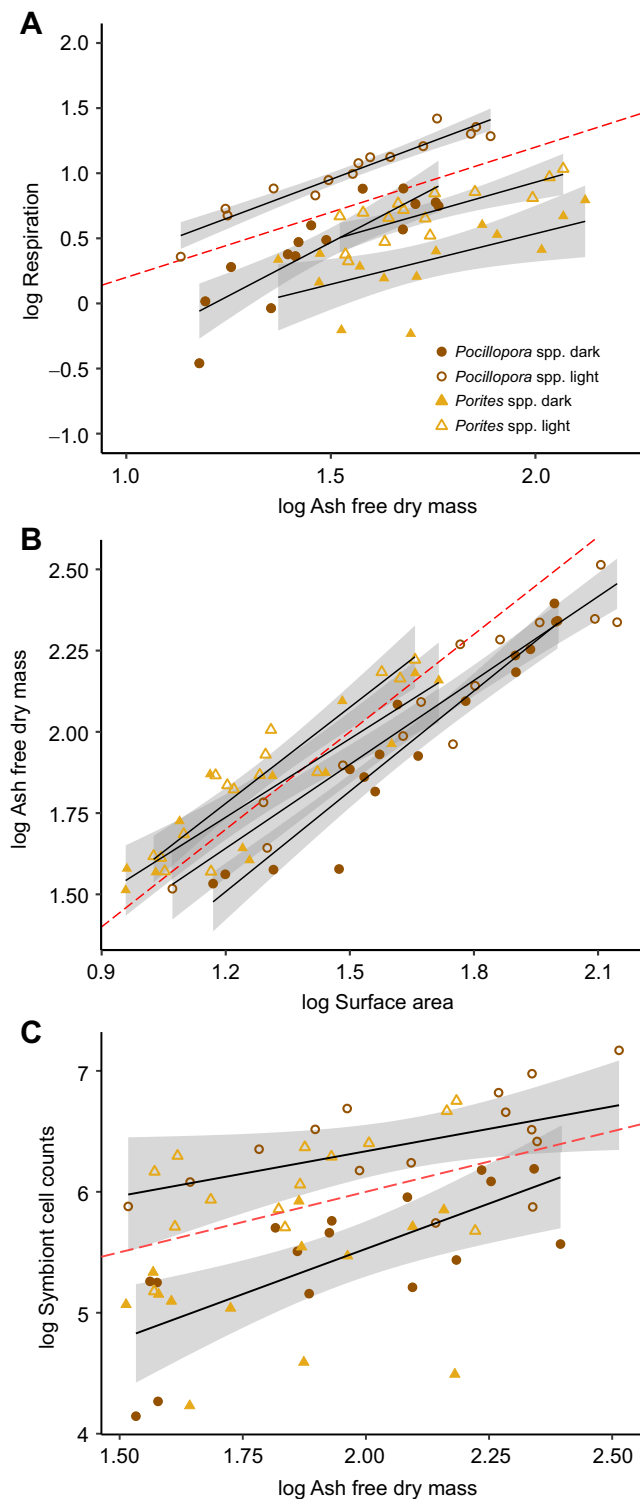 A
2.0
1.5
1.0
0.5
0
−0.5
−1.0
log Respiration
Pocillopora spp. dark
Pocillopora spp. light
Porites spp. dark
Porites spp. light
1.0 1.5 2.0
log Ash free dry mass
B
2.50
2.25
2.00
1.75
1.50
log Ash free dry mass
0.9 1.2 1.5 1.8 2.1
log Surface area
C
7
6
5
4
log Symbiont cell counts
1.50 1.75 2.00 2.25 2.50
log Ash free dry mass